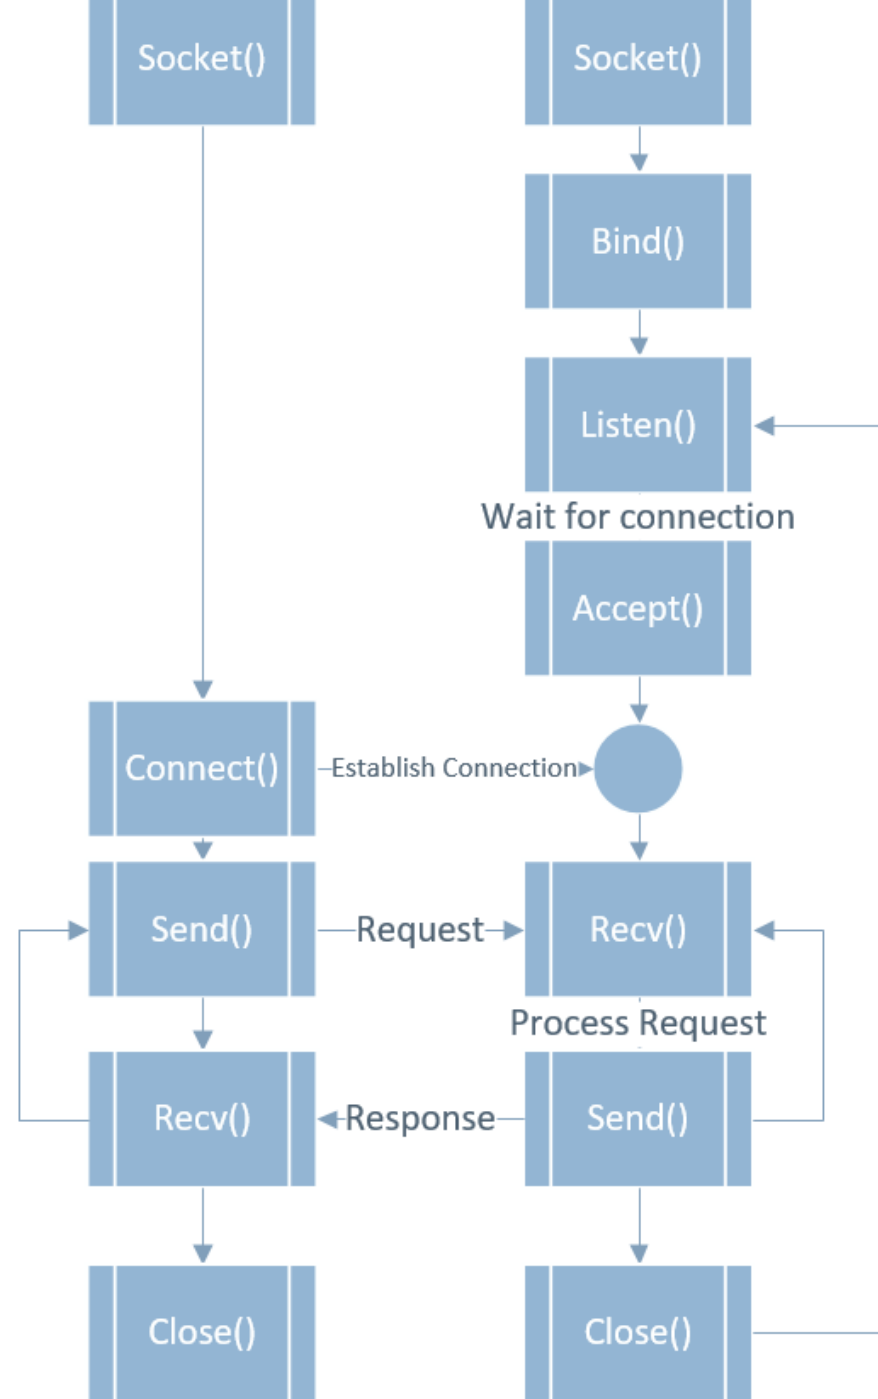 Socket()
Socket()
Bind()
Listen()
Wait for connection
Accept()
Connect()
Establish Connection
Send()
Request
Recv()
Process Request
Recv()
Response
Send()
Close()
Close()